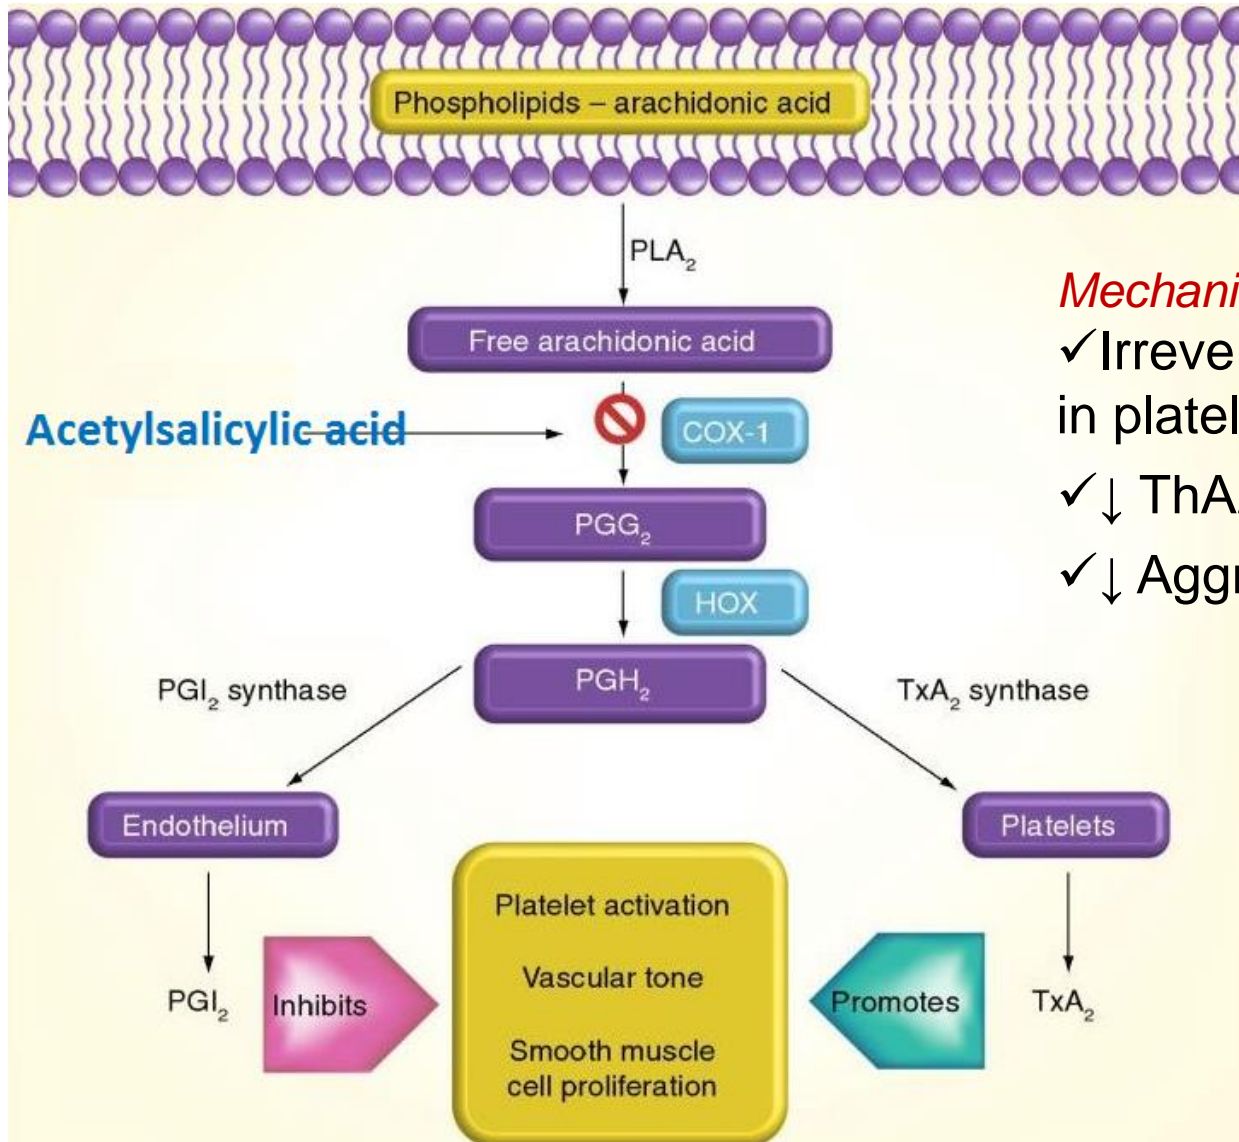 Phospholipids – arachidonic acid
PLA₂
Free arachidonic acid
Acetylsalicylic acid
COX-1
PGG₂
HOX
PGH₂
PGI₂ synthase
TxA₂ synthase
Endothelium
Platelets
Platelet activation
Vascular tone
Smooth muscle
cell proliferation
PGI₂
Inhibits
Promotes
TxA₂
Mechani
✓Irreve
in platel
✓↓ ThA
✓↓ Aggr